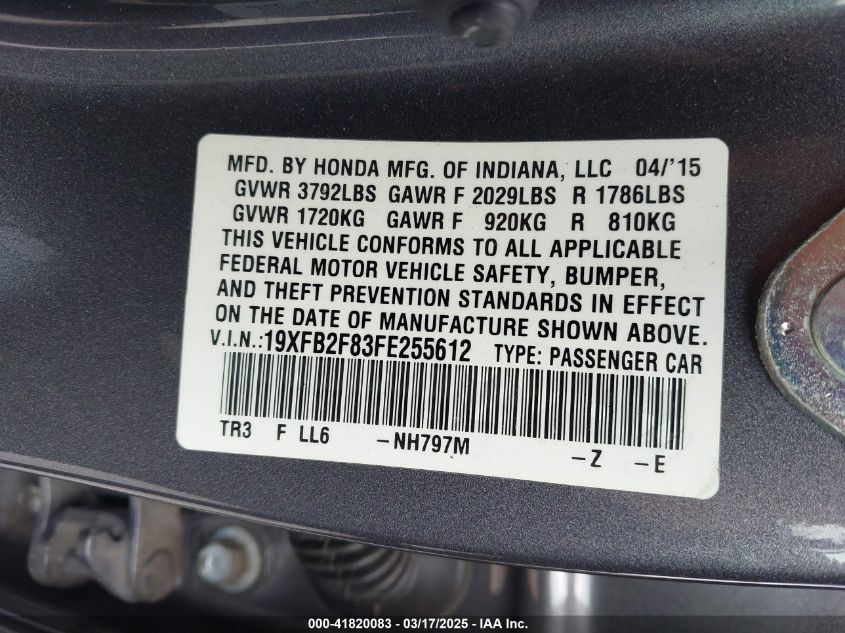 MFD. BY HONDA MFG. OF INDIANA, LLC 04/'15
GVWR 3792LBS GAWR F 2029LBS R 1786LBS
GVWR 1720KG GAWR F 920KG R 810KG
THIS VEHICLE CONFORMS TO ALL APPLICABLE
FEDERAL MOTOR VEHICLE SAFETY, BUMPER,
AND THEFT PREVENTION STANDARDS IN EFFECT
ON THE DATE OF MANUFACTURE SHOWN ABOVE.
V.I.N.:19XFB2F83FE255612 TYPE: PASSENGER CAR
TR3 F LL6 -NH797M -Z -E
000-41820083 - 03/17/2025 - IAA Inc.